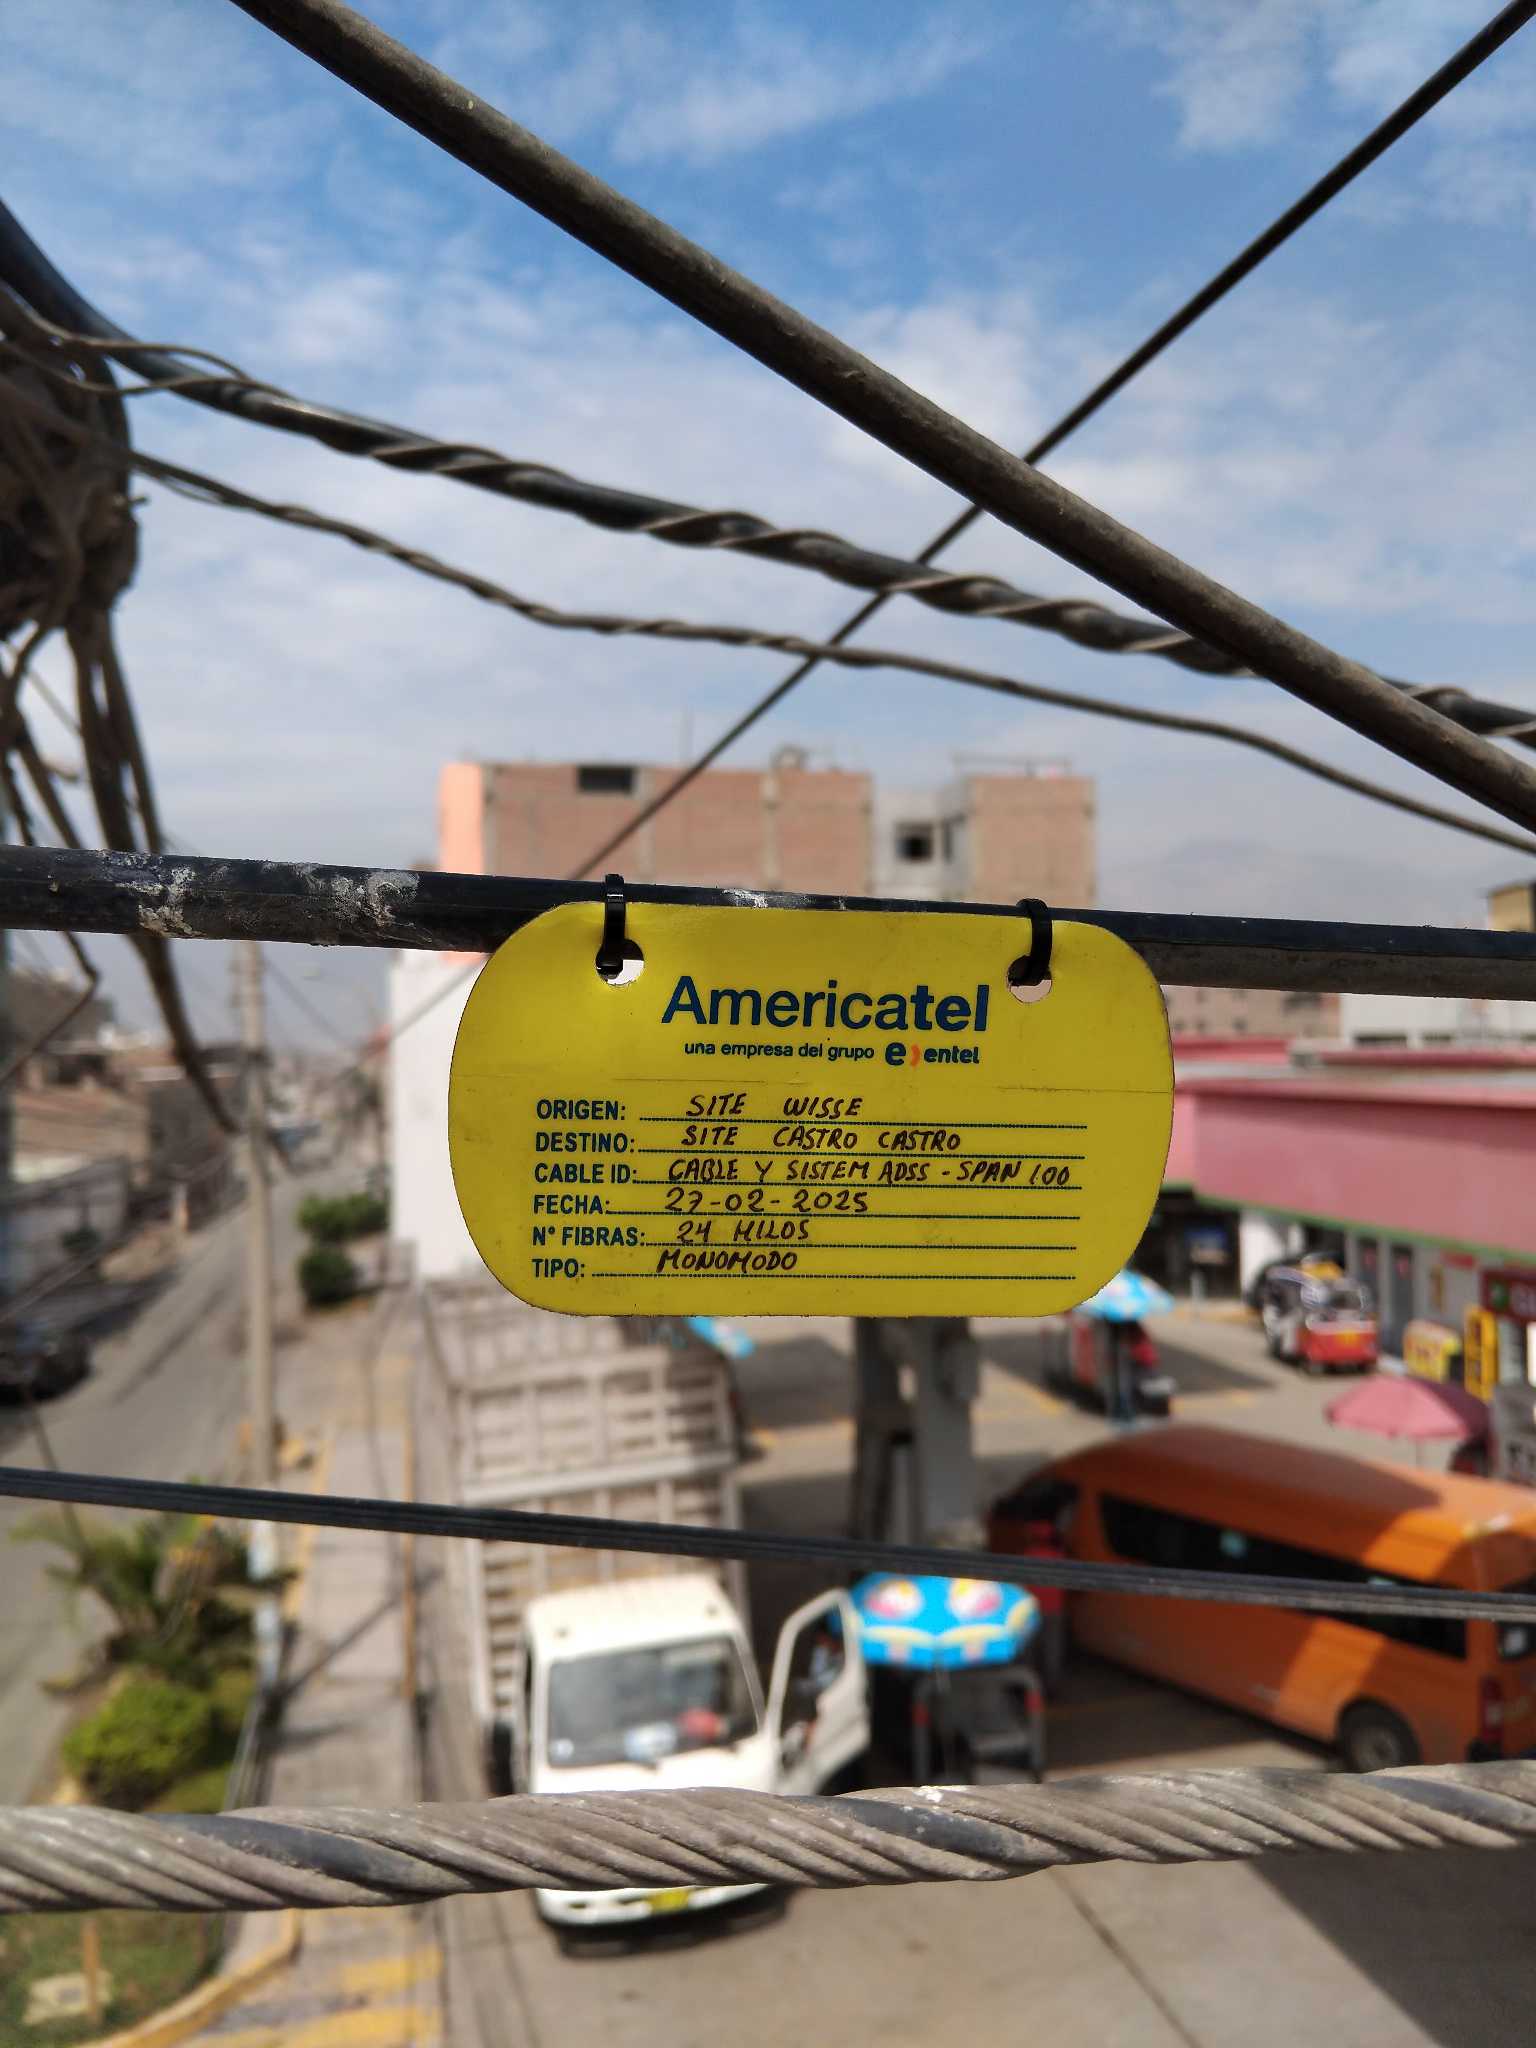 Americatel
una empresa del grupo e) entel
ORIGEN: SITE WISSE
DESTINO: SITE CASTRO CASTRO
CABLE ID: CABLE Y SISTEM ADSS - SPAN 100
FECHA: 27-02-2025
N° FIBRAS: 24 HILOS
TIPO: MONOMODO